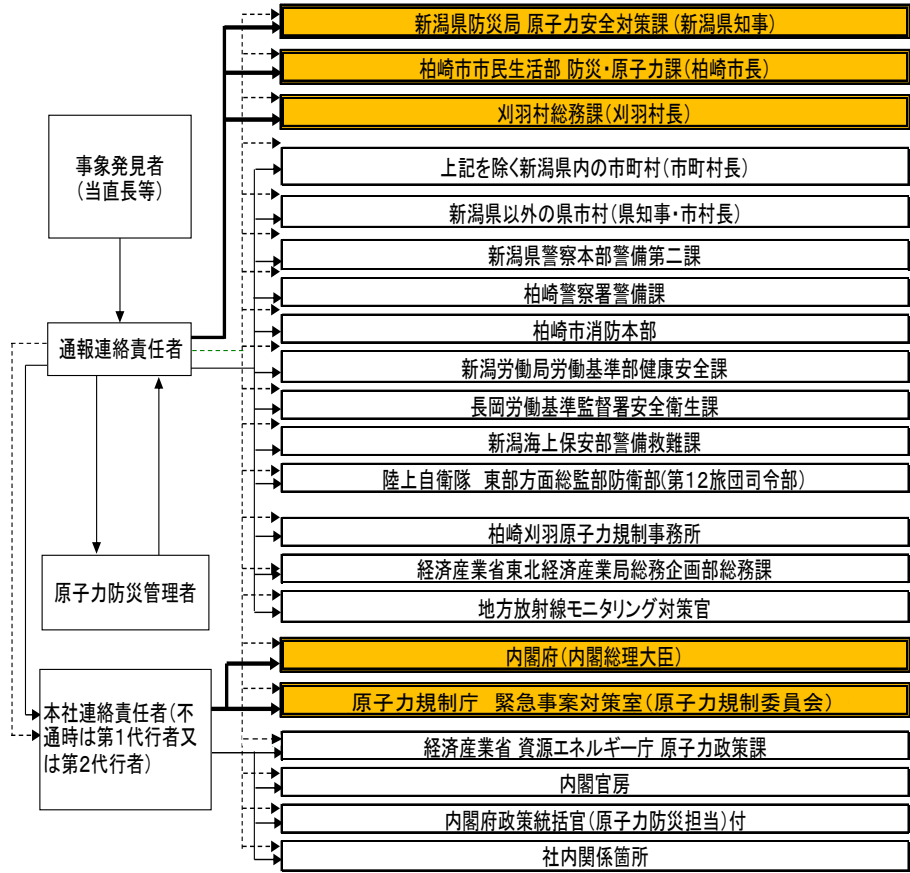 新潟県防災局 原子力安全対策課(新潟県知事)
柏崎市市民生活部 防災・原子力課(柏崎市長)
刈羽村総務課(刈羽村長)
事象発見者
(当直長等)
上記を除く新潟県内の市町村(市町村長)
新潟県以外の県市村(県知事・市村長)
新潟県警察本部警備第二課
柏崎警察署警備課
柏崎市消防本部
通報連絡責任者
新潟労働局労働基準部健康安全課
長岡労働基準監督署安全衛生課
新潟海上保安部警備救難課
陸上自衛隊 東部方面総監部防衛部(第12旅団司令部)
柏崎刈羽原子力規制事務所
経済産業省東北経済産業局総務企画部総務課
原子力防災管理者
地方放射線モニタリング対策官
内閣府(内閣総理大臣)
原子力規制庁 緊急事案対策室(原子力規制委員会)
本社連絡責任者(不
通時は第1代行者又
は第2代行者)
経済産業省 資源エネルギー庁 原子力政策課
内閣官房
内閣府政策統括官(原子力防災担当)付
社内関係箇所